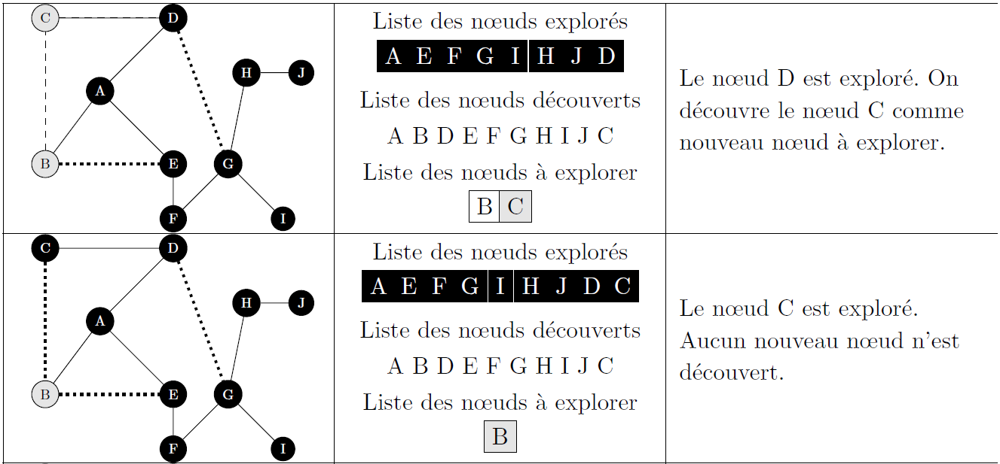 C D
H J
A
B E G
F I
Liste des nœuds explorés
A E F G I H J D
Liste des nœuds découverts
A B D E F G H I J C
Liste des nœuds à explorer
B C
Le nœud D est exploré. On
découvre le nœud C comme
nouveau nœud à explorer.
C D
H J
A
B E G
F I
Liste des nœuds explorés
A E F G I H J D C
Liste des nœuds découverts
A B D E F G H I J C
Liste des nœuds à explorer
B
Le nœud C est exploré.
Aucun nouveau nœud n'est
découvert.